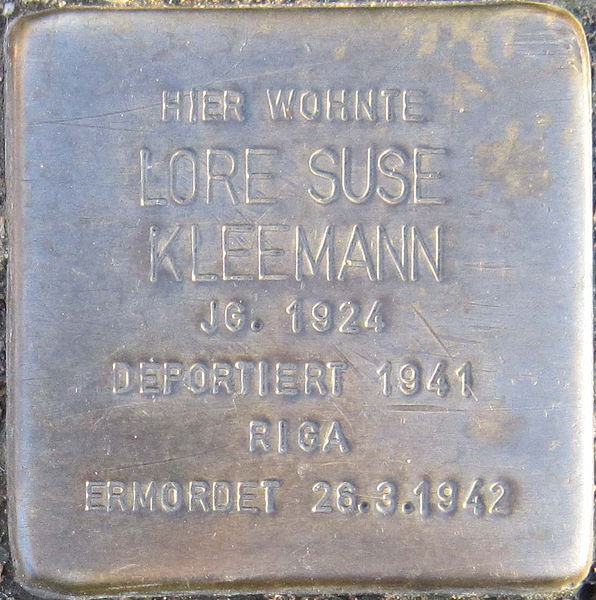 HIER WOHNTE
LORE SUSE
KLEEMANN
JG. 1924
DEPORTIERT 1941
RIGA
ERMORDET 26.3.1942